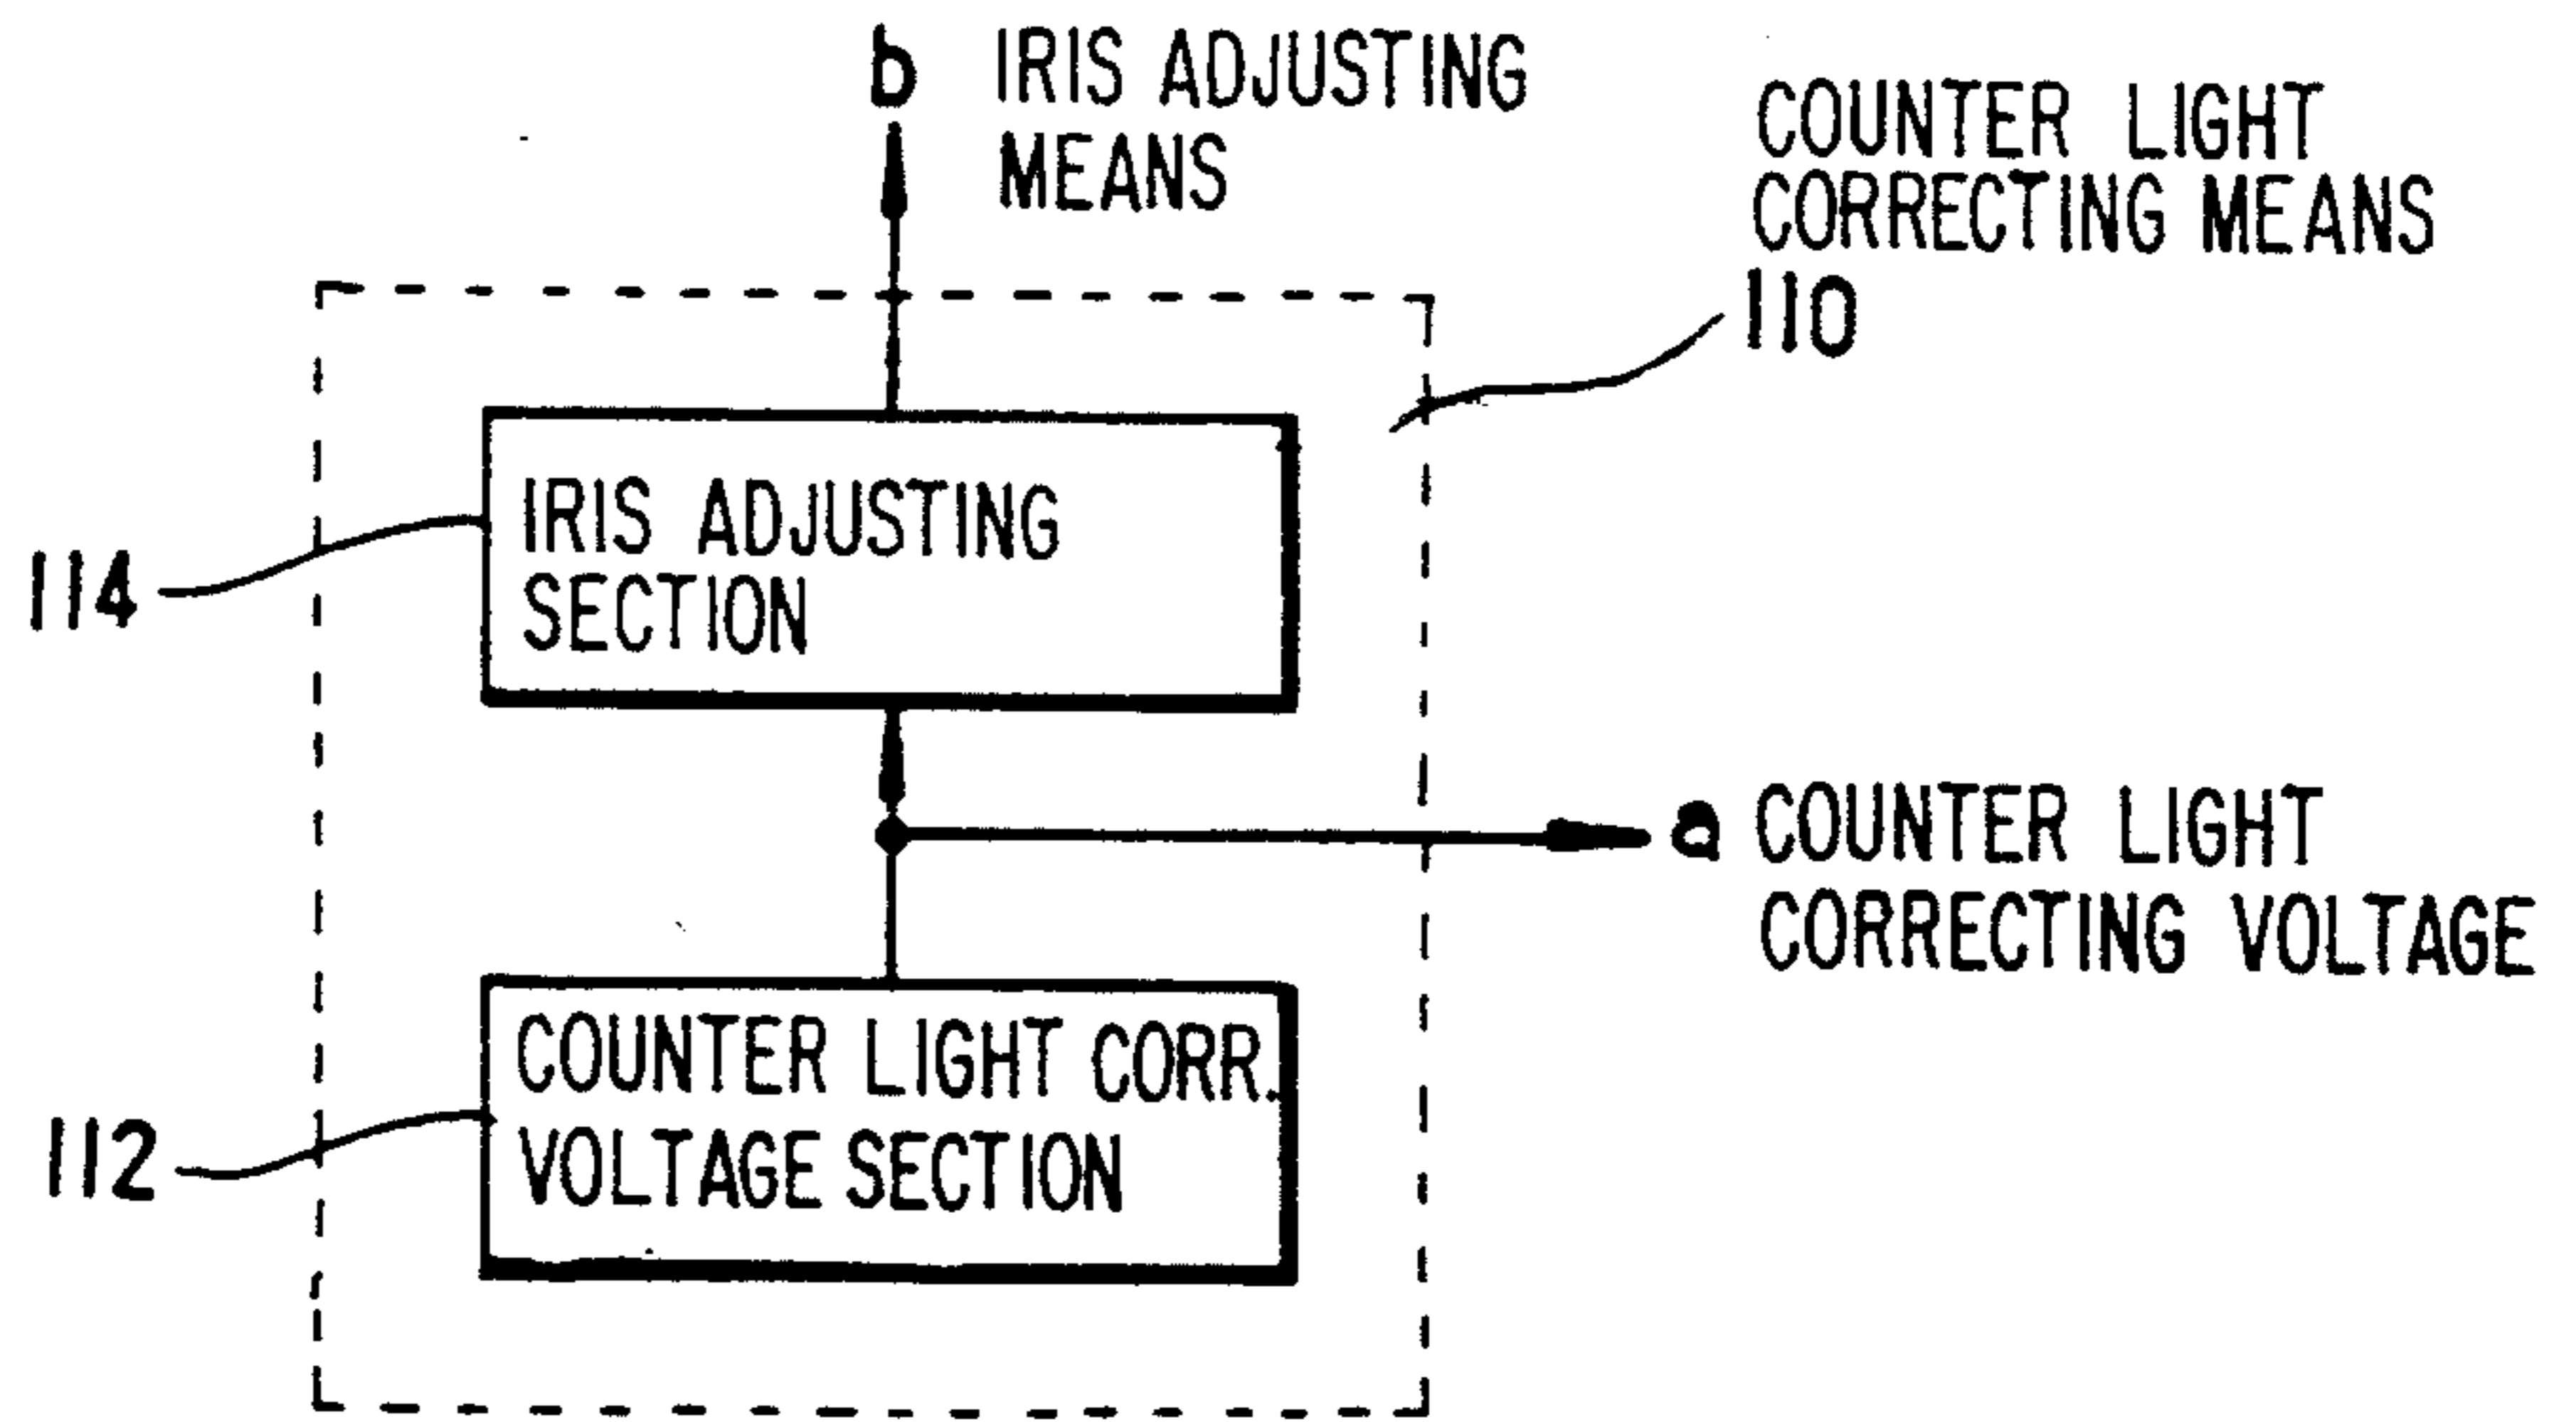 b IRIS ADJUSTING
MEANS
COUNTER LIGHT
CORRECTING MEANS
110
IRIS ADJUSTING
SECTION
114
a COUNTER LIGHT
CORRECTING VOLTAGE
COUNTER LIGHT CORR.
VOLTAGE SECTION
112